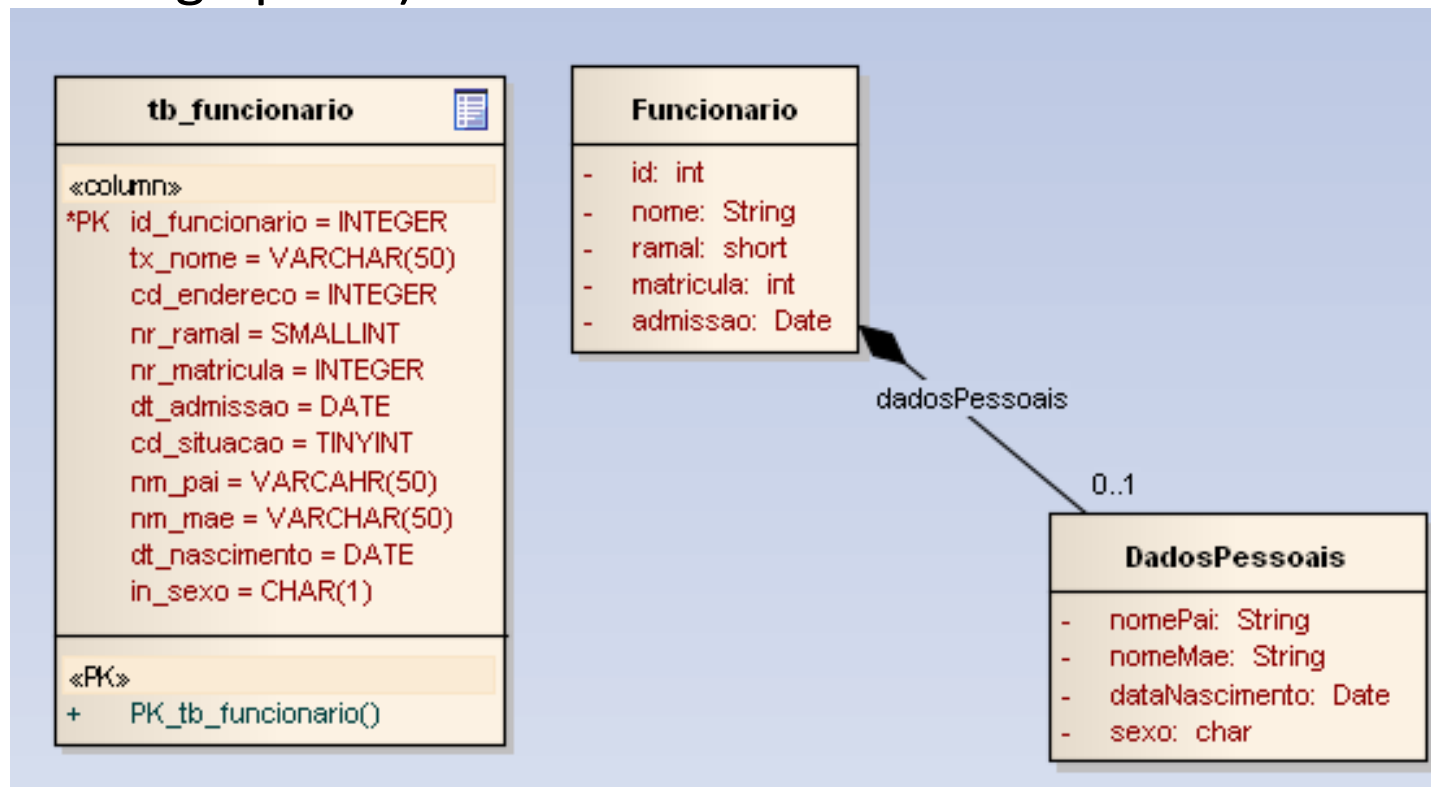 tb_funcionario
«column»
*PK id_funcionario = INTEGER
tx_nome = VARCHAR(50)
cd_endereco = INTEGER
nr_ramal = SMALLINT
nr_matricula = INTEGER
dt_admissao = DATE
cd_situacao = TINYINT
nm_pai = VARCAHR(50)
nm_mae = VARCHAR(50)
dt_nascimento = DATE
in_sexo = CHAR(1)
«PK»
+ PK_tb_funcionario()
Funcionario
- id: int
- nome: String
- ramal: short
- matricula: int
- admissao: Date
dadosPessoais
0..1
DadosPessoais
- nomePai: String
- nomeMae: String
- dataNascimento: Date
- sexo: char